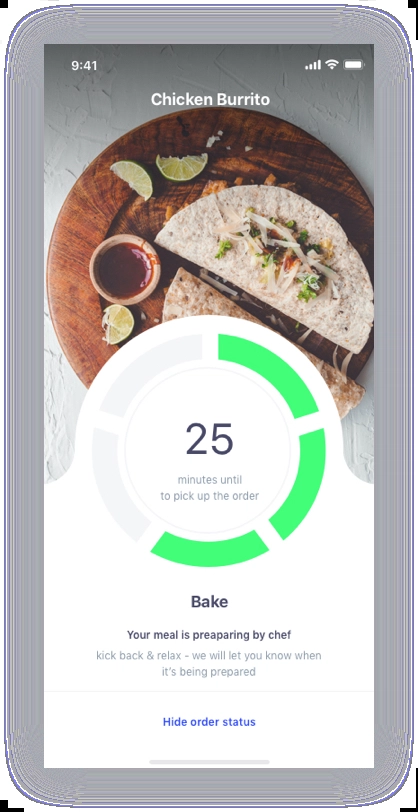 9:41
Chicken Burrito
25
minutes until
to pick up the order
Bake
Your meal is preaparing by chef
kick back & relax - we will let you know when
it's being prepared
Hide order status